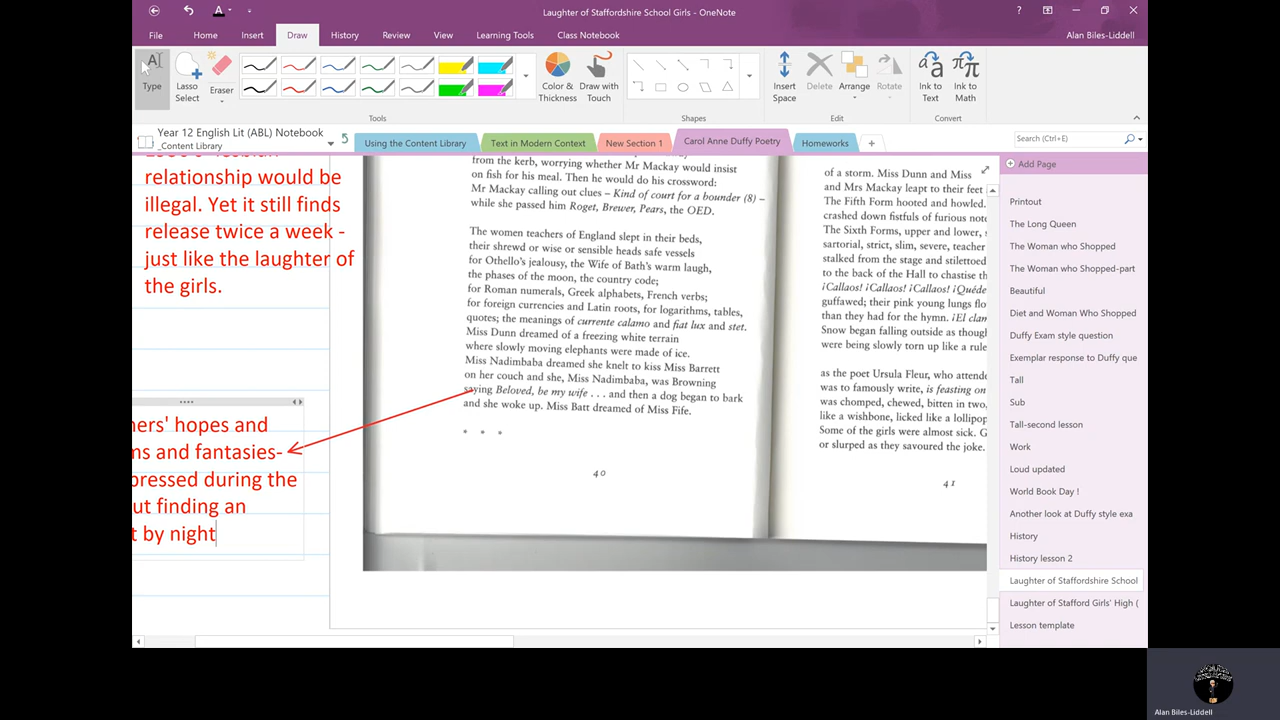 Laughter of Staffordshire School Girls - OneNote
File Home Insert Draw History Review View Learning Tools Class Notebook
Alan Biles-Liddell
Type
Lasso Select
Eraser
Color & Thickness
Draw with Touch
Insert Space
Delete
Arrange
Rotate
Ink to Text
Ink to Math
Tools
Shapes
Edit
Convert
Year 12 English Lit (ABL) Notebook
_Content Library
Using the Content Library
Text in Modern Context
New Section 1
Carol Anne Duffy Poetry
Homeworks
Search (Ctrl+E)
relationship would be
illegal. Yet it still finds
release twice a week -
just like the laughter of
the girls.
ners' hopes and
ms and fantasies-
pressed during the
ut finding an
t by night
from the kerb, worrying whether Mr Mackay would insist
on fish for his meal. Then he would do his crossword:
Mr Mackay calling out clues – Kind of court for a bounder (8) –
while she passed him Roget, Brewer, Pears, the OED.
The women teachers of England slept in their beds,
their shrewd or wise or sensible heads safe vessels
for Othello's jealousy, the Wife of Bath's warm laugh,
the phases of the moon, the country code;
for Roman numerals, Greek alphabets, French verbs;
for foreign currencies and Latin roots, for logarithms, tables,
quotes; the meanings of currente calamo and fiat lux and stet.
Miss Dunn dreamed of a freezing white terrain
where slowly moving elephants were made of ice.
Miss Nadimbaba dreamed she knelt to kiss Miss Barrett
on her couch and she, Miss Nadimbaba, was Browning
saying Beloved, be my wife . . . and then a dog began to bark
and she woke up. Miss Batt dreamed of Miss Fife.
* * *
40
of a storm. Miss Dunn and Miss
and Mrs Mackay leapt to their feet
The Fifth Form hooted and howled.
crashed down fistfuls of furious note
The Sixth Forms, upper and lower,
sartorial, strict, slim, severe, teacher
stalked from the stage and stilettoed
to the back of the Hall to chastise th
¡Callaos! ¡Callaos! ¡Callaos! ¡Quéde
guffawed; their pink young lungs flo
than they had for the hymn. ¡El clam
Snow began falling outside as though
were being slowly torn up like a rule
as the poet Ursula Fleur, who attende
was to famously write, is feasting on
was chomped, chewed, bitten in two,
like a wishbone, licked like a lollipop
Some of the girls were almost sick. G
or slurped as they savoured the joke.
41
Add Page
Printout
The Long Queen
The Woman who Shopped
The Woman who Shopped-part
Beautiful
Diet and Woman Who Shopped
Duffy Exam style question
Exemplar response to Duffy que
Tall
Sub
Tall-second lesson
Work
Loud updated
World Book Day !
Another look at Duffy style exa
History
History lesson 2
Laughter of Staffordshire School
Laughter of Stafford Girls' High (
Lesson template
Alan Biles-Liddell